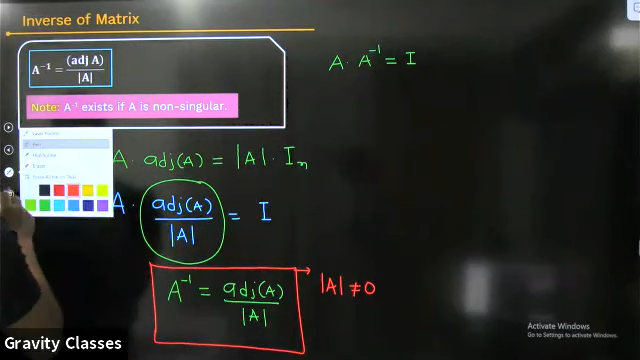 Inverse of Matrix
A⁻¹ = (adj A) / |A|
Note: A⁻¹ exists if A is non-singular.
A · A⁻¹ = I
A · adj(A) = |A| · Iₙ
A · adj(A) / |A| = I
A⁻¹ = adj(A) / |A|
|A| ≠ 0
Gravity Classes
Activate Windows
Go to Settings to activate Windows.